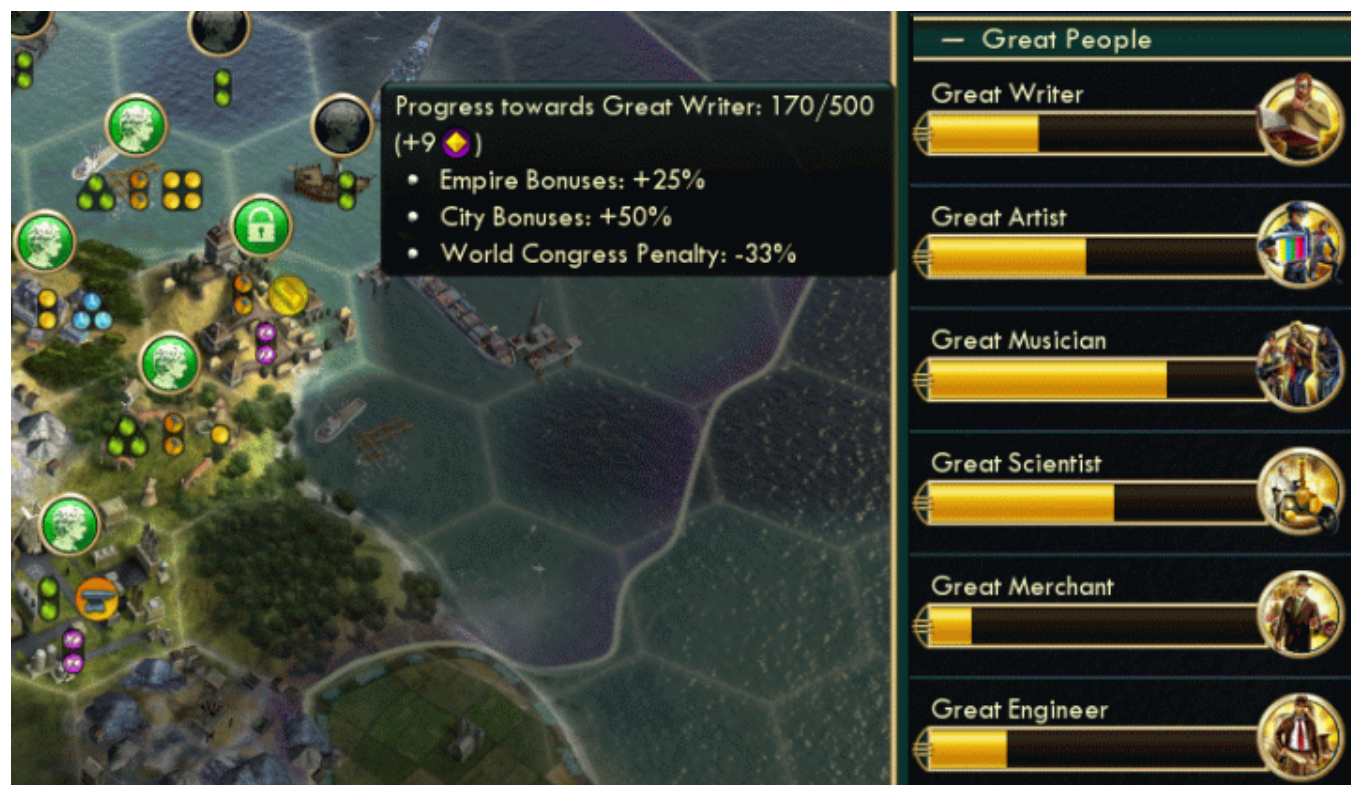 Progress towards Great Writer: 170/500
(+9 )
• Empire Bonuses: +25%
• City Bonuses: +50%
• World Congress Penalty: -33%
— Great People
Great Writer
Great Artist
Great Musician
Great Scientist
Great Merchant
Great Engineer